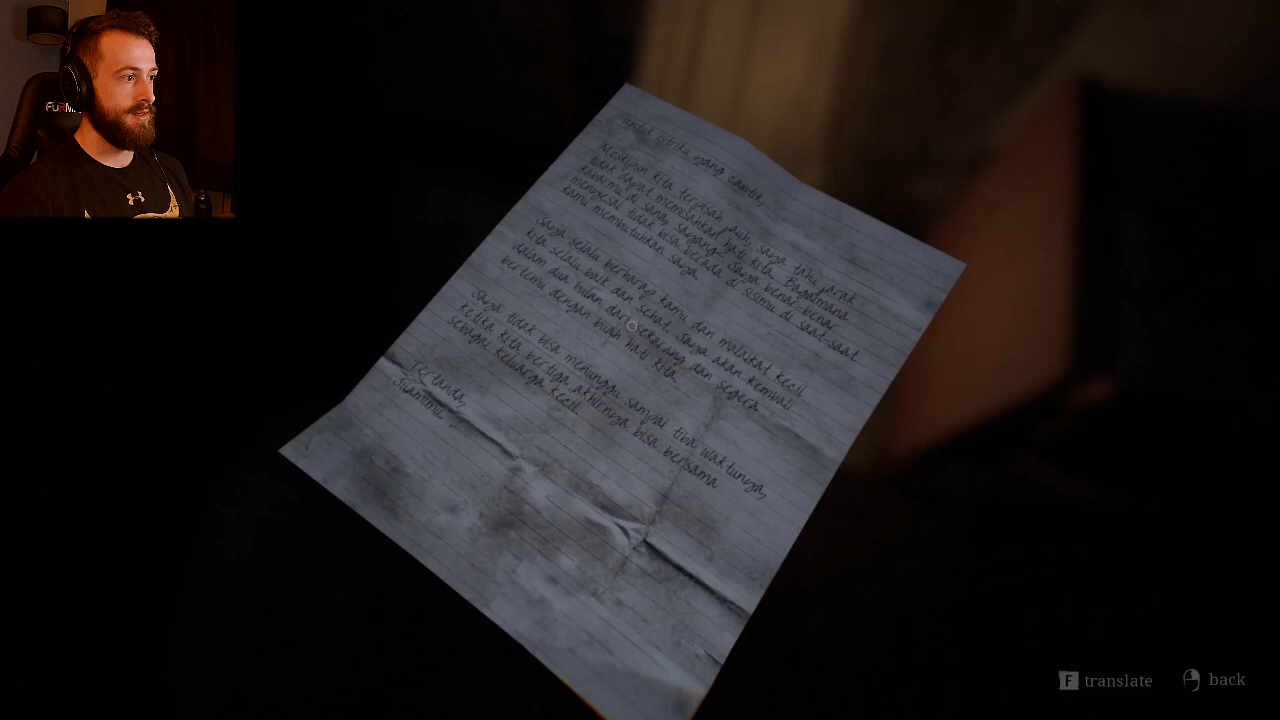 untuk istriku yang cantik,
Meskipun kita terpisah jauh, saya tahu jarak
tidak dapat memisahkan hati kita. Bagaimana
kabarmu di sana, sayang? Saya benar-benar
menyesal tidak bisa berada di sisimu di saat-saat
kamu membutuhkan saya.
Saya selalu berharap kamu dan malaikat kecil
kita selalu baik dan sehat. Saya akan kembali
dalam dua bulan dari sekarang dan segera
bertemu dengan buah hati kita.
Saya tidak bisa menunggu sampai tiba waktunya,
ketika kita bertiga akhirnya bisa bersama
sebagai keluarga kecil.
Tertanda,
Suamimu.
F translate
back